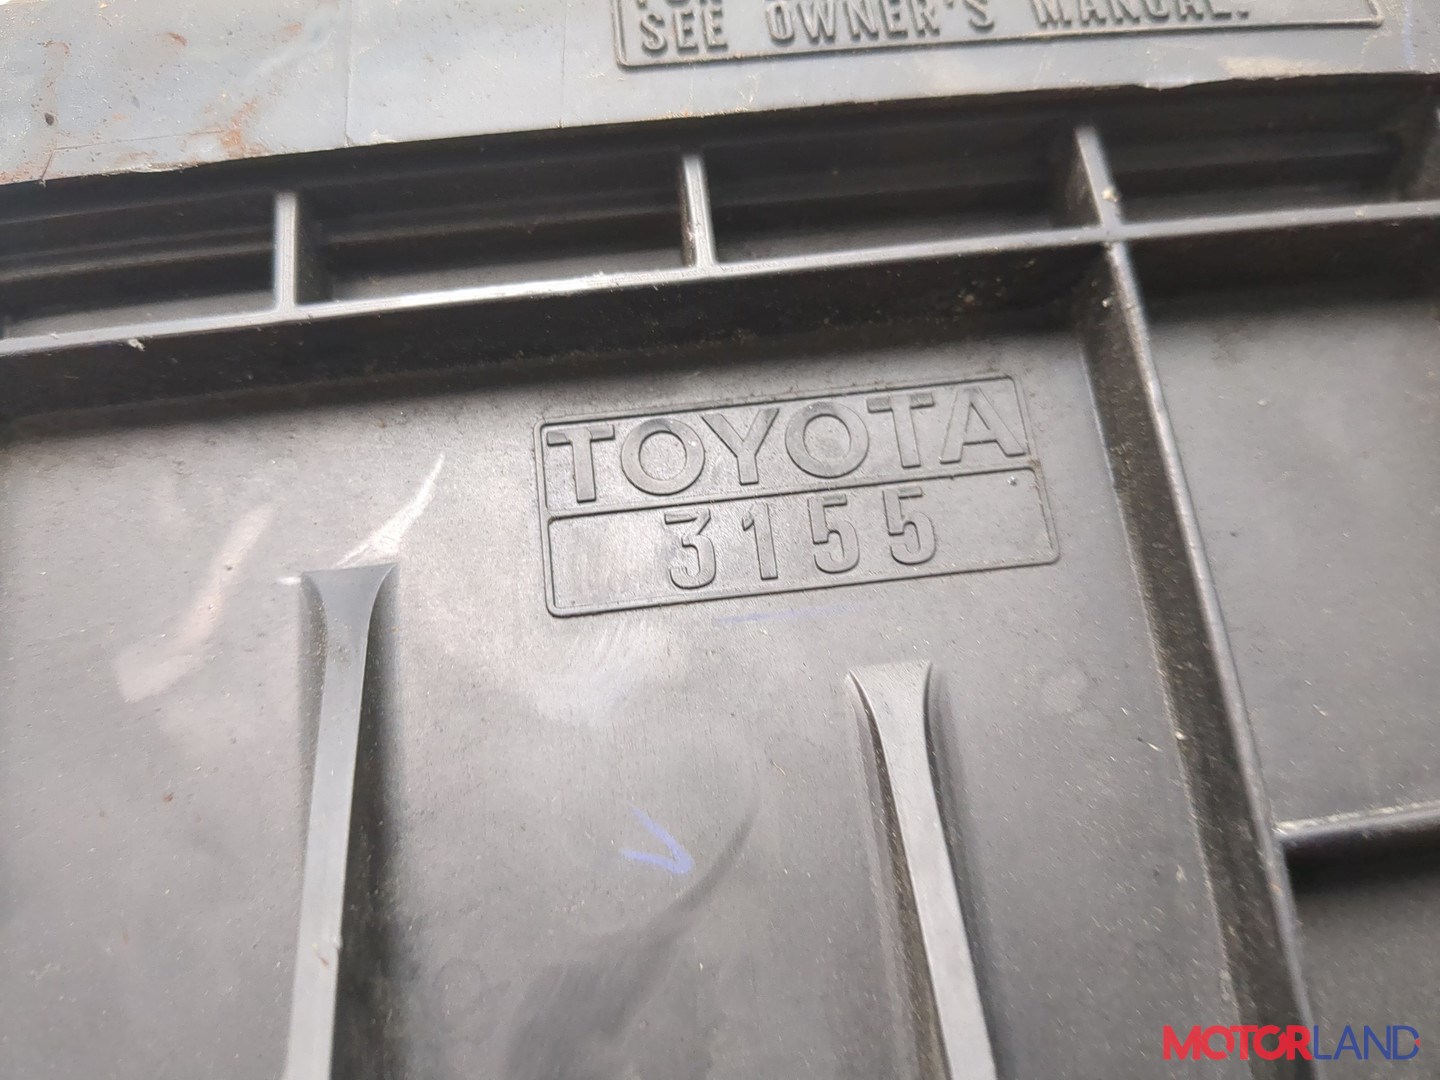 SEE OWNER'S MANUAL.
TOYOTA
3155
MOTORLAND